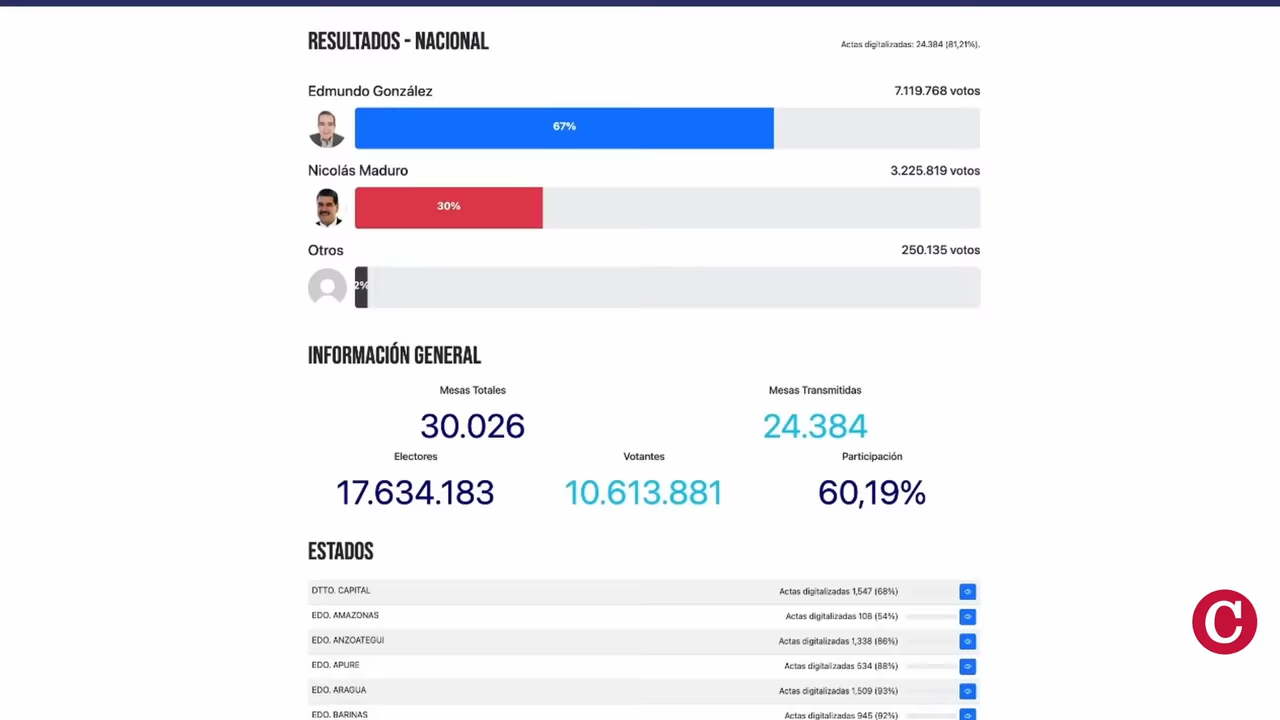 RESULTADOS - NACIONAL
Actas digitalizadas: 24.384 (81,21%).
Edmundo González
7.119.768 votos
67%
Nicolás Maduro
3.225.819 votos
30%
Otros
250.135 votos
2%
INFORMACIÓN GENERAL
Mesas Totales
Mesas Transmitidas
30.026
24.384
Electores
Votantes
Participación
17.634.183
10.613.881
60,19%
ESTADOS
DTTO. CAPITAL
Actas digitalizadas 1,547 (68%)
EDO. AMAZONAS
Actas digitalizadas 108 (54%)
EDO. ANZOATEGUI
Actas digitalizadas 1,338 (86%)
EDO. APURE
Actas digitalizadas 534 (88%)
EDO. ARAGUA
Actas digitalizadas 1,509 (93%)
EDO. BARINAS
Actas digitalizadas 945 (92%)
C